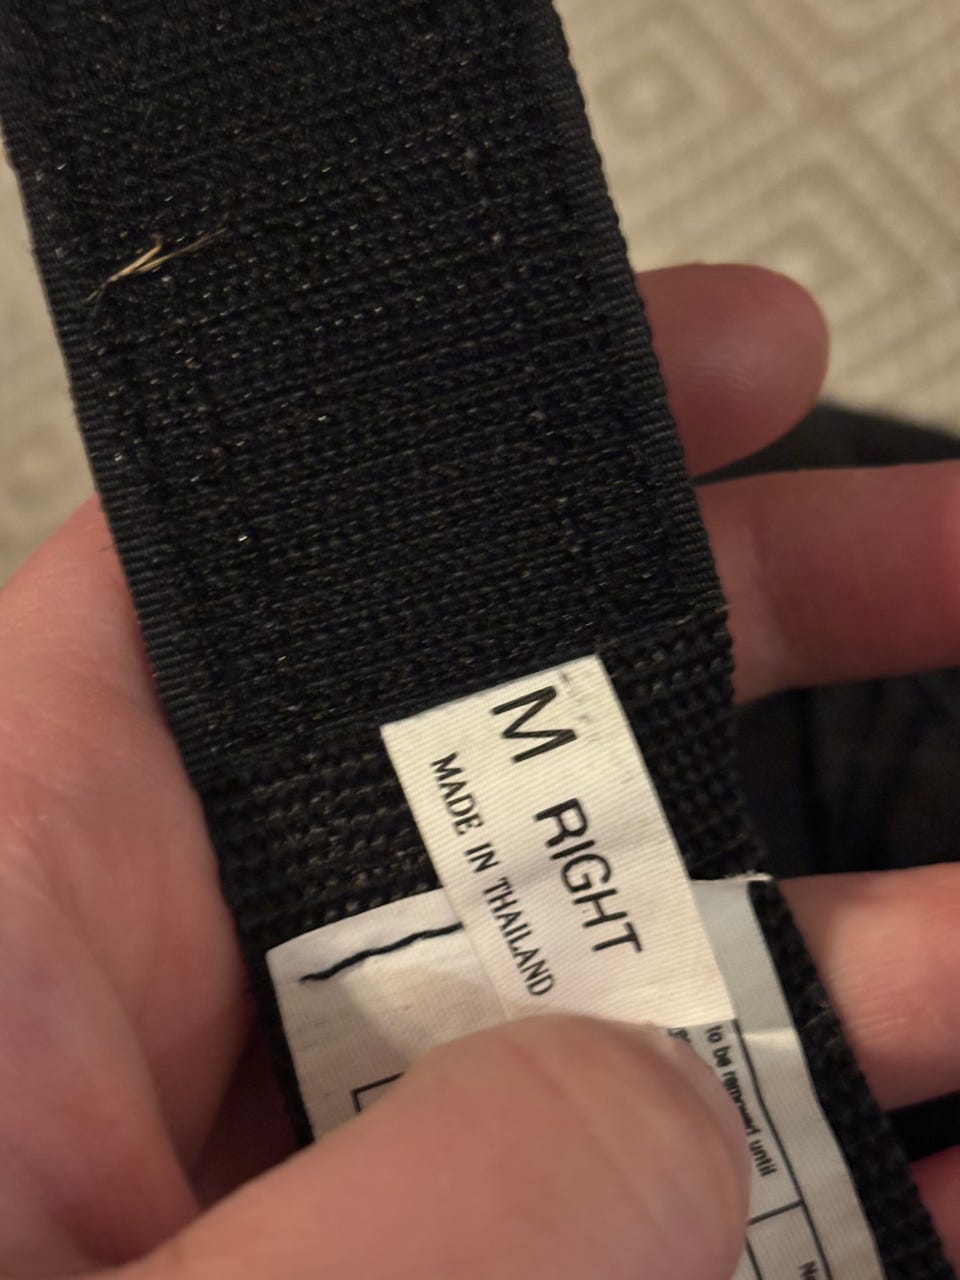 M RIGHT
MADE IN THAILAND
to be removed until